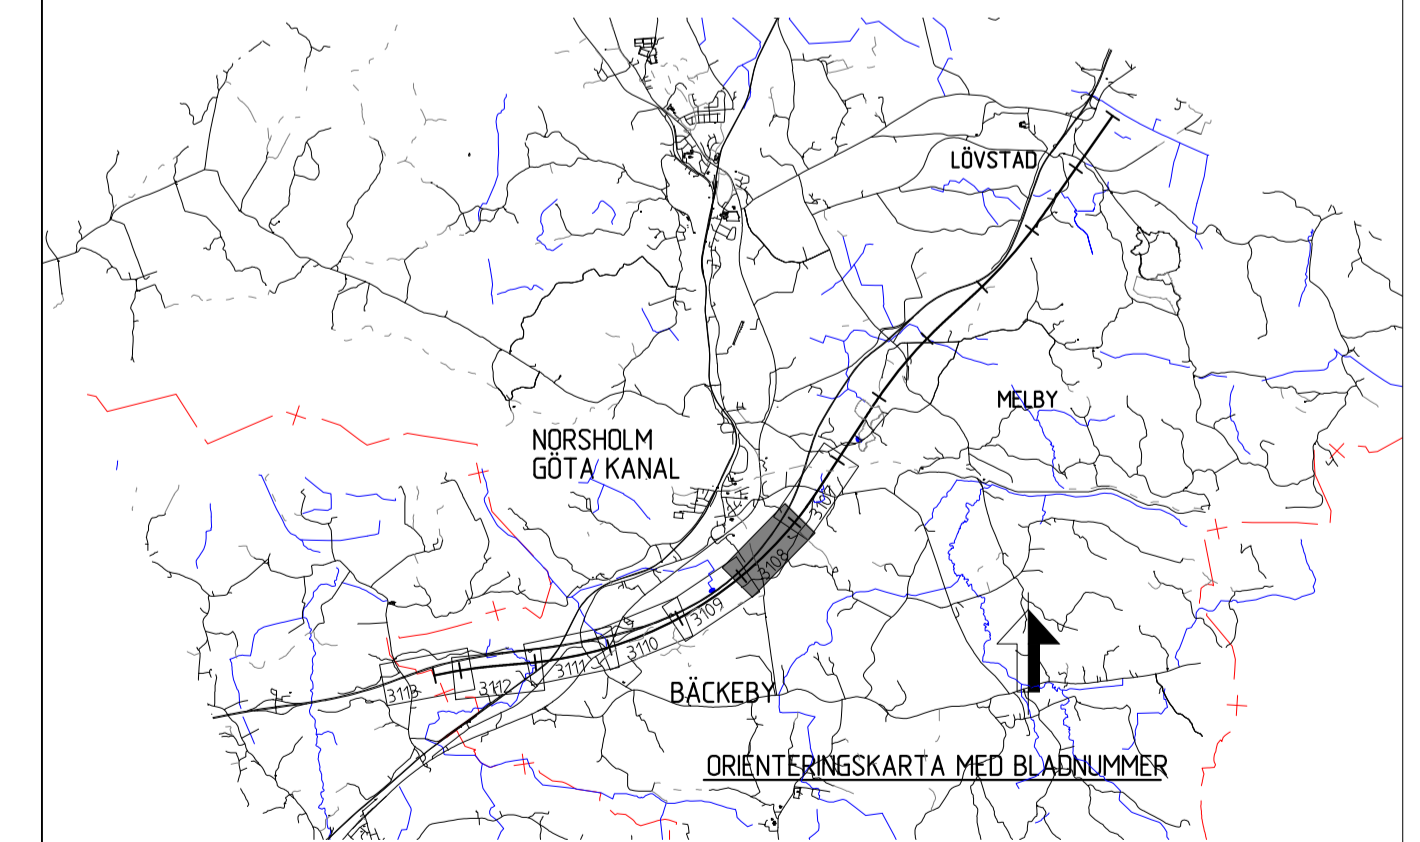 LÖVSTAD
MELBY
NORSHOLM
GÖTA KANAL
3107
3108
3109
3110
3111
3112
3113
BÄCKEBY
ORIENTERINGSKARTA MED BLADNUMMER